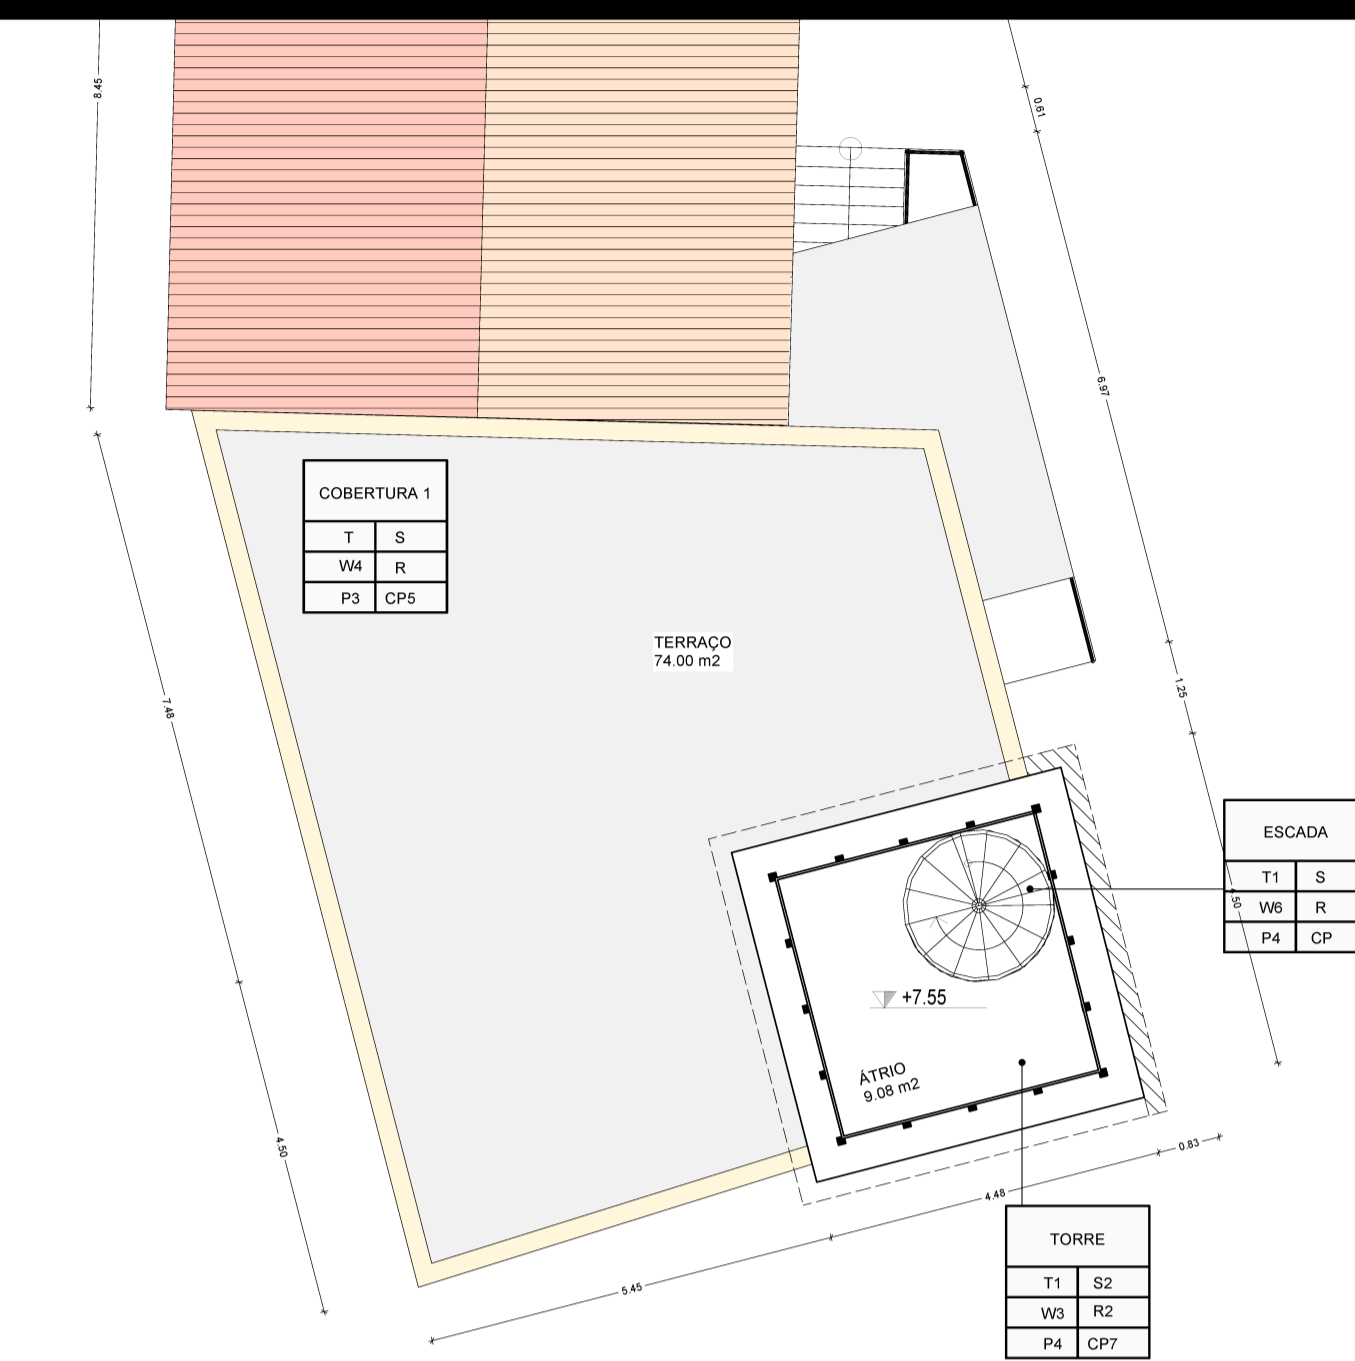 8.45
0.61
6.97
COBERTURA 1
T S
W4 R
P3 CP5
TERRAÇO
74.00 m2
7.48
1.25
ESCADA
T1 S
W6 R
P4 CP
.50
+7.55
ÁTRIO
9.08 m2
4.50
0.83
4.48
5.45
TORRE
T1 S2
W3 R2
P4 CP7